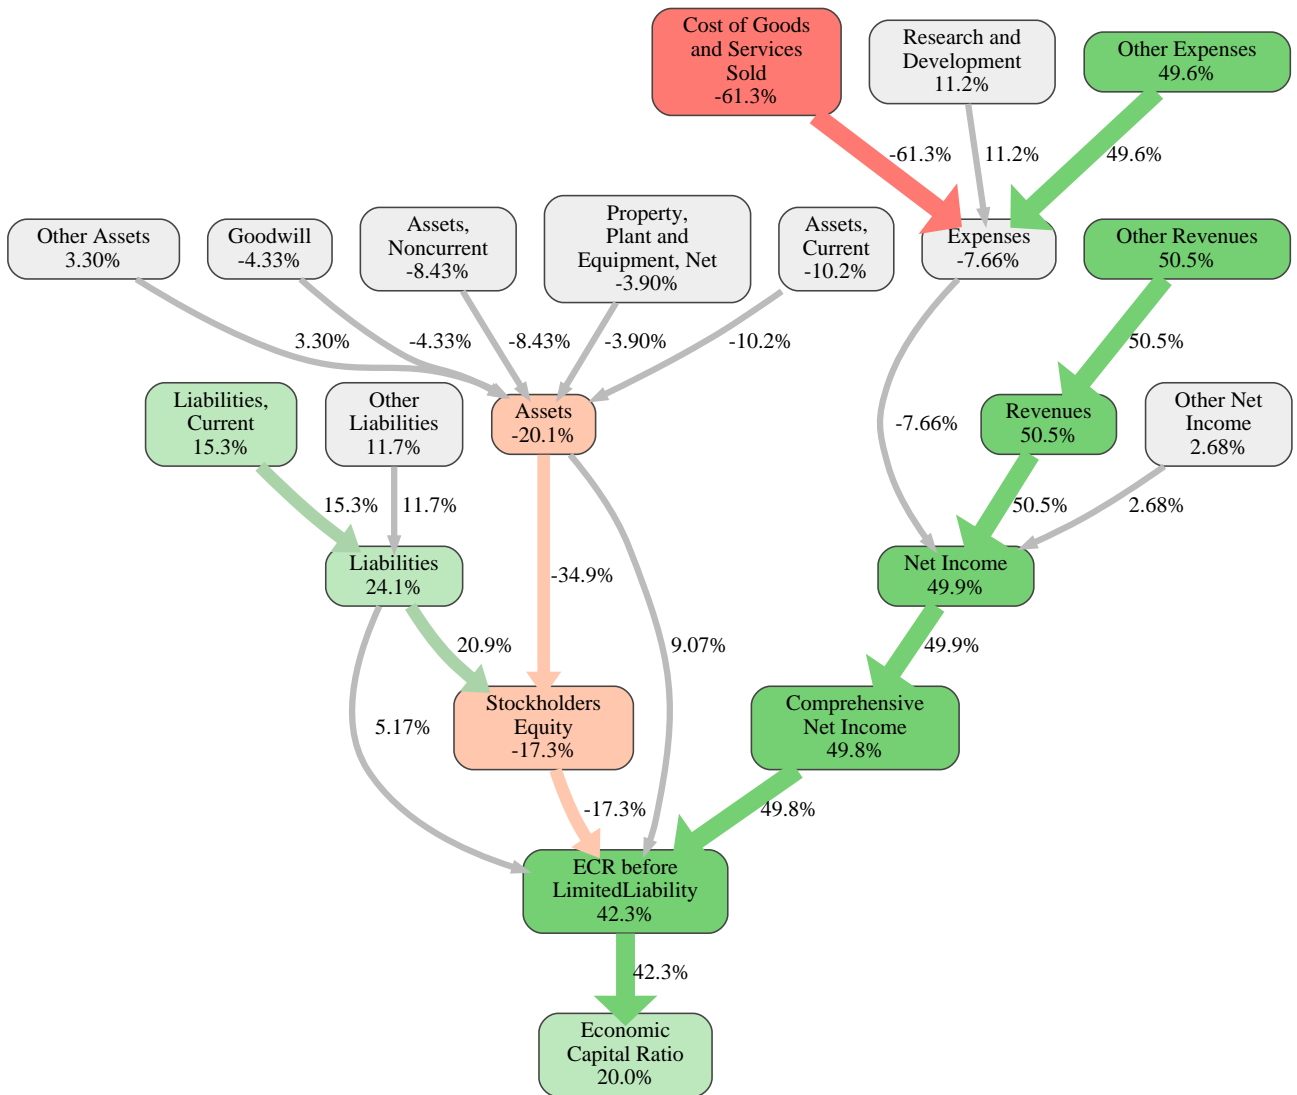 Cost of Goods
and Services
Sold
-61.3%
Research and
Development
11.2%
Other Expenses
49.6%
-61.3%
11.2%
49.6%
Other Assets
3.30%
Goodwill
-4.33%
Assets,
Noncurrent
-8.43%
Property,
Plant and
Equipment, Net
-3.90%
Assets,
Current
-10.2%
Expenses
-7.66%
Other Revenues
50.5%
3.30%
-4.33%
-8.43%
-3.90%
-10.2%
50.5%
Liabilities,
Current
15.3%
Other
Liabilities
11.7%
Assets
-20.1%
-7.66%
Revenues
50.5%
Other Net
Income
2.68%
15.3%
11.7%
50.5%
2.68%
Liabilities
24.1%
-34.9%
Net Income
49.9%
20.9%
9.07%
49.9%
5.17%
Stockholders
Equity
-17.3%
Comprehensive
Net Income
49.8%
-17.3%
49.8%
ECR before
LimitedLiability
42.3%
42.3%
Economic
Capital Ratio
20.0%